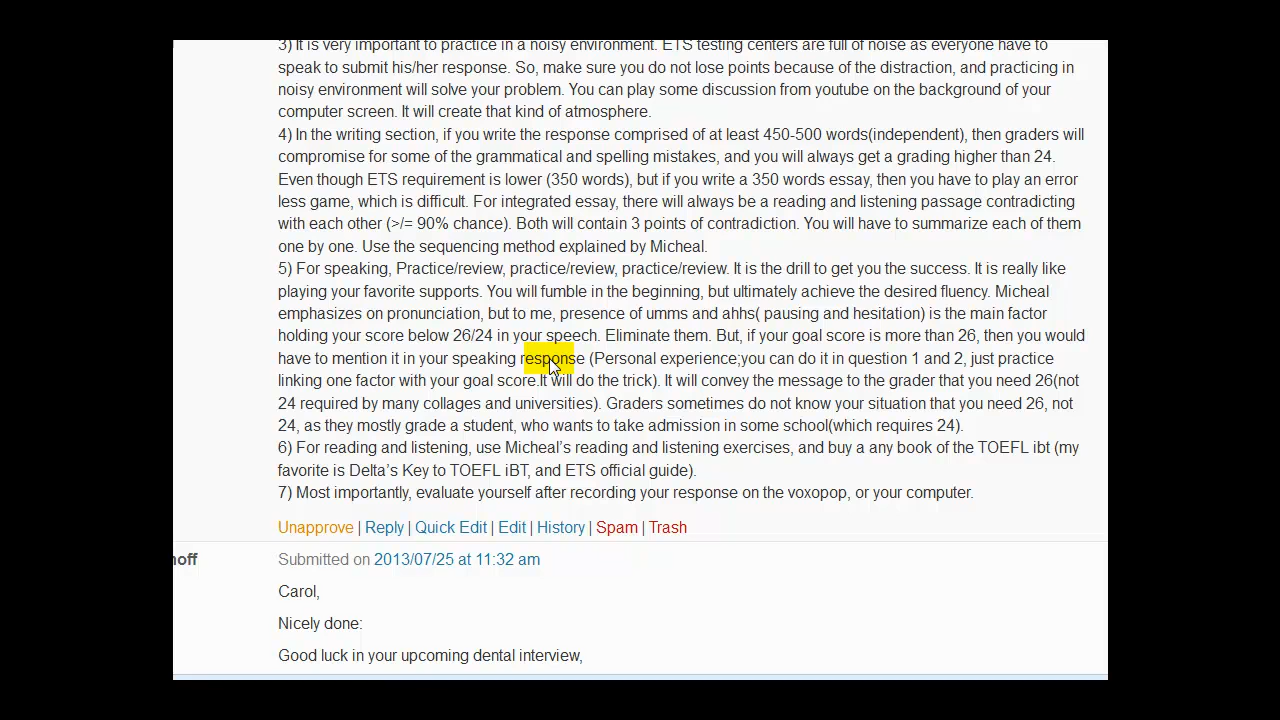 3) It is very important to practice in a noisy environment. ETS testing centers are full of noise as everyone have to
speak to submit his/her response. So, make sure you do not lose points because of the distraction, and practicing in
noisy environment will solve your problem. You can play some discussion from youtube on the background of your
computer screen. It will create that kind of atmosphere.
4) In the writing section, if you write the response comprised of at least 450-500 words(independent), then graders will
compromise for some of the grammatical and spelling mistakes, and you will always get a grading higher than 24.
Even though ETS requirement is lower (350 words), but if you write a 350 words essay, then you have to play an error
less game, which is difficult. For integrated essay, there will always be a reading and listening passage contradicting
with each other (>/= 90% chance). Both will contain 3 points of contradiction. You will have to summarize each of them
one by one. Use the sequencing method explained by Micheal.
5) For speaking, Practice/review, practice/review, practice/review. It is the drill to get you the success. It is really like
playing your favorite supports. You will fumble in the beginning, but ultimately achieve the desired fluency. Micheal
emphasizes on pronunciation, but to me, presence of umms and ahhs( pausing and hesitation) is the main factor
holding your score below 26/24 in your speech. Eliminate them. But, if your goal score is more than 26, then you would
have to mention it in your speaking response (Personal experience;you can do it in question 1 and 2, just practice
linking one factor with your goal score.It will do the trick). It will convey the message to the grader that you need 26(not
24 required by many collages and universities). Graders sometimes do not know your situation that you need 26, not
24, as they mostly grade a student, who wants to take admission in some school(which requires 24).
6) For reading and listening, use Micheal's reading and listening exercises, and buy a any book of the TOEFL ibt (my
favorite is Delta's Key to TOEFL iBT, and ETS official guide).
7) Most importantly, evaluate yourself after recording your response on the voxopop, or your computer.
Unapprove | Reply | Quick Edit | Edit | History | Spam | Trash
noff Submitted on 2013/07/25 at 11:32 am
Carol,
Nicely done:
Good luck in your upcoming dental interview,